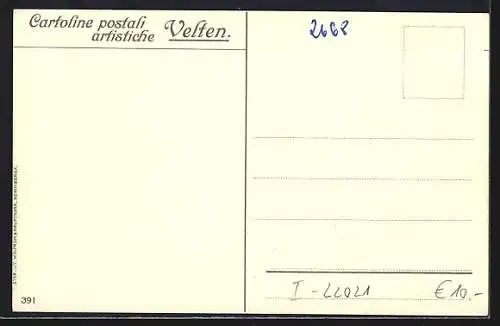 Cartoline postali
artistiche Velten.
2668
391
I-22021 €10.-